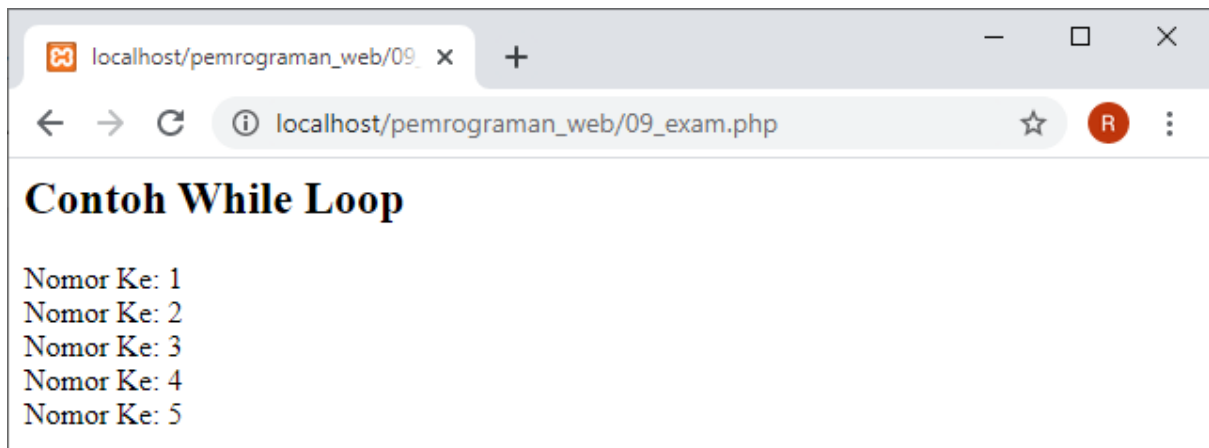 localhost/pemrograman_web/09_
localhost/pemrograman_web/09_exam.php
R
Contoh While Loop
Nomor Ke: 1
Nomor Ke: 2
Nomor Ke: 3
Nomor Ke: 4
Nomor Ke: 5